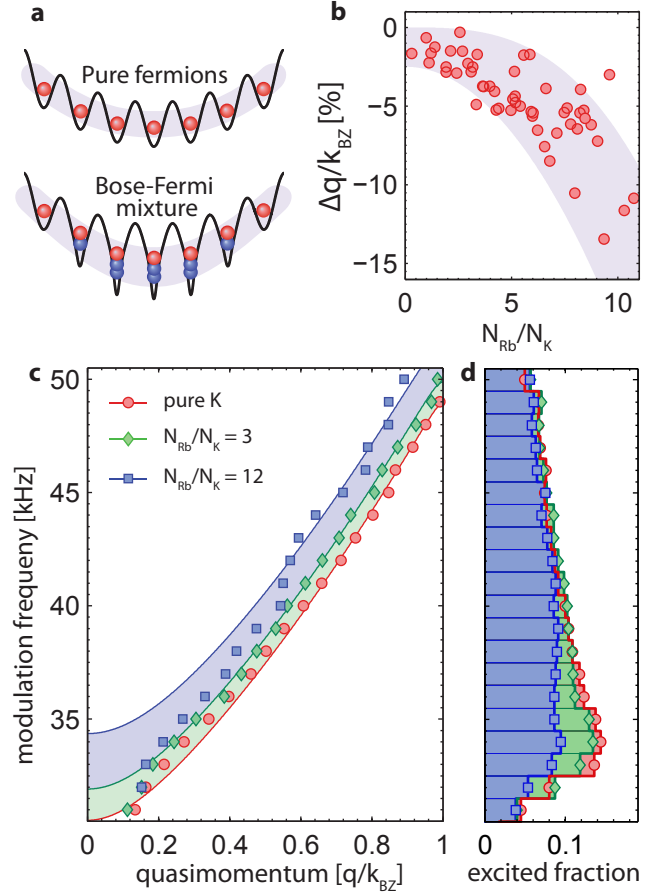 a
Pure fermions
Bose-Fermi
mixture
b
Δq/k_BZ [%]
0
−5
−10
−15
0
5
10
N_Rb/N_K
c
modulation frequeny [kHz]
50
45
40
35
pure K
N_Rb/N_K = 3
N_Rb/N_K = 12
0
0.2
0.4
0.6
0.8
1
quasimomentum [q/k_BZ]
d
0
0.1
excited fraction